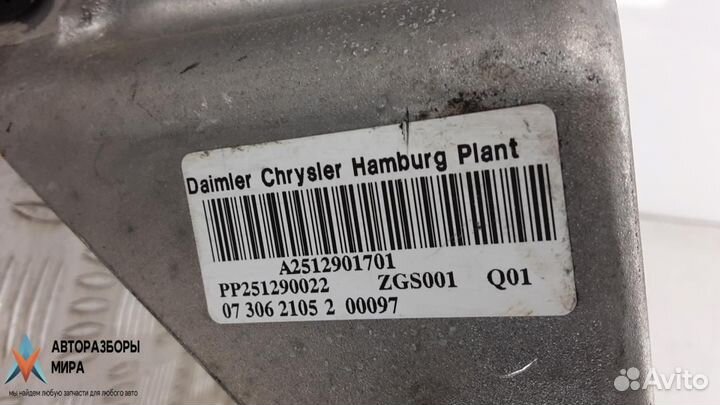 Daimler Chrysler Hamburg Plant
A2512901701
PP251290022 ZGS001 Q01
07 306 2105 2 00097
АВТОРАЗБОРЫ
МИРА
мы найдем любую запчасти для любого авто
Avito